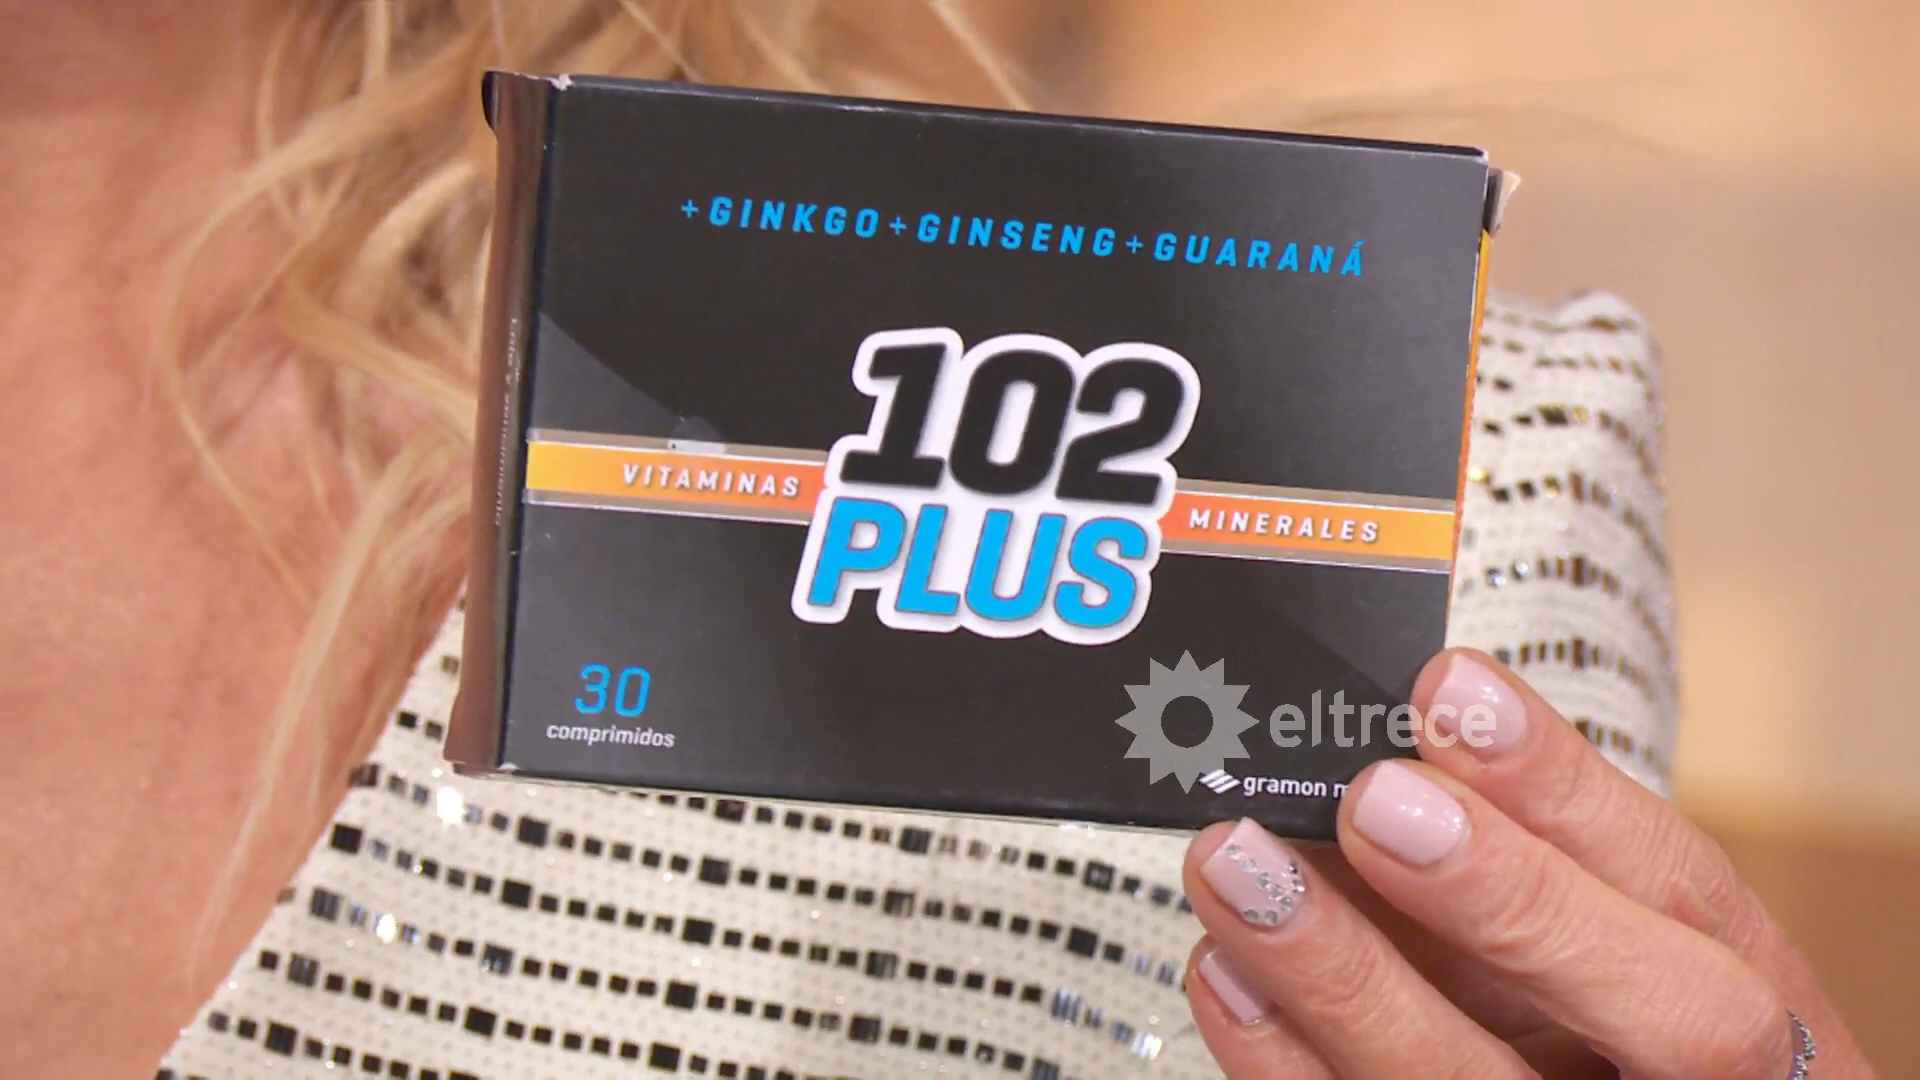 +GINKGO+GINSENG+GUARANÁ
102
PLUS
VITAMINAS
MINERALES
30
comprimidos
eltrece
gramon